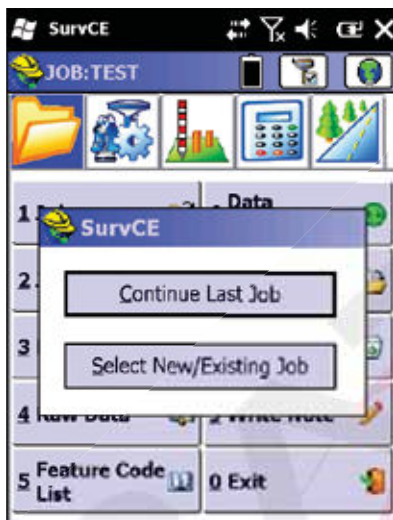 SurvCE
JOB:TEST
1
Data
SurvCE
Continue Last Job
2
Select New/Existing Job
3
4 Raw Data
9 Write Note
5 Feature Code List
0 Exit